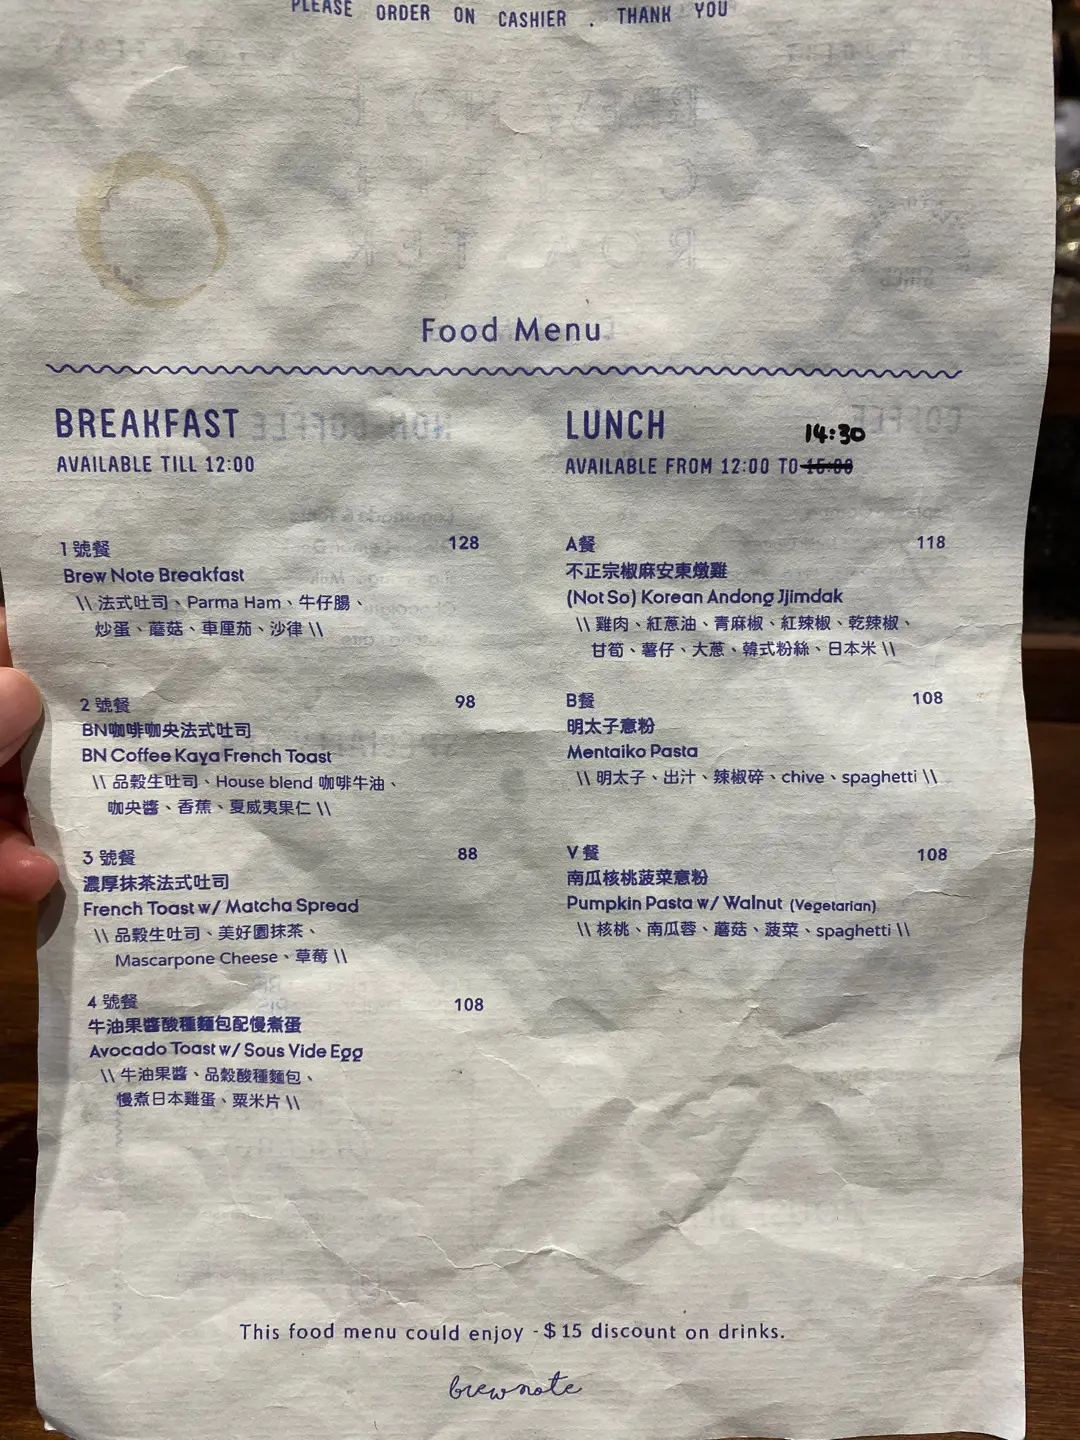 PLEASE ORDER ON CASHIER . THANK YOU
Food Menu
BREAKFAST
AVAILABLE TILL 12:00
1 號餐 128
Brew Note Breakfast
\\ 法式吐司、Parma Ham、牛仔腸、
炒蛋、蘑菇、車厘茄、沙律 \\
2 號餐 98
BN咖啡咖央法式吐司
BN Coffee Kaya French Toast
\\ 品穀生吐司、House blend 咖啡牛油、
咖央醬、香蕉、夏威夷果仁 \\
3 號餐 88
濃厚抹茶法式吐司
French Toast w/ Matcha Spread
\\ 品穀生吐司、美好園抹茶、
Mascarpone Cheese、草莓 \\
4 號餐 108
牛油果醬酸種麵包配慢煮蛋
Avocado Toast w/ Sous Vide Egg
\\ 牛油果醬、品穀酸種麵包、
慢煮日本雞蛋、粟米片 \\
LUNCH
14:30
AVAILABLE FROM 12:00 TO 15:00
A餐 118
不正宗椒麻安東燉雞
(Not So) Korean Andong Jjimdak
\\ 雞肉、紅蔥油、青麻椒、紅辣椒、乾辣椒、
甘筍、薯仔、大蔥、韓式粉絲、日本米 \\
B餐 108
明太子意粉
Mentaiko Pasta
\\ 明太子、出汁、辣椒碎、chive、spaghetti \\
V 餐 108
南瓜核桃菠菜意粉
Pumpkin Pasta w/ Walnut (Vegetarian)
\\ 核桃、南瓜蓉、蘑菇、菠菜、spaghetti \\
This food menu could enjoy -$15 discount on drinks.
brewnote